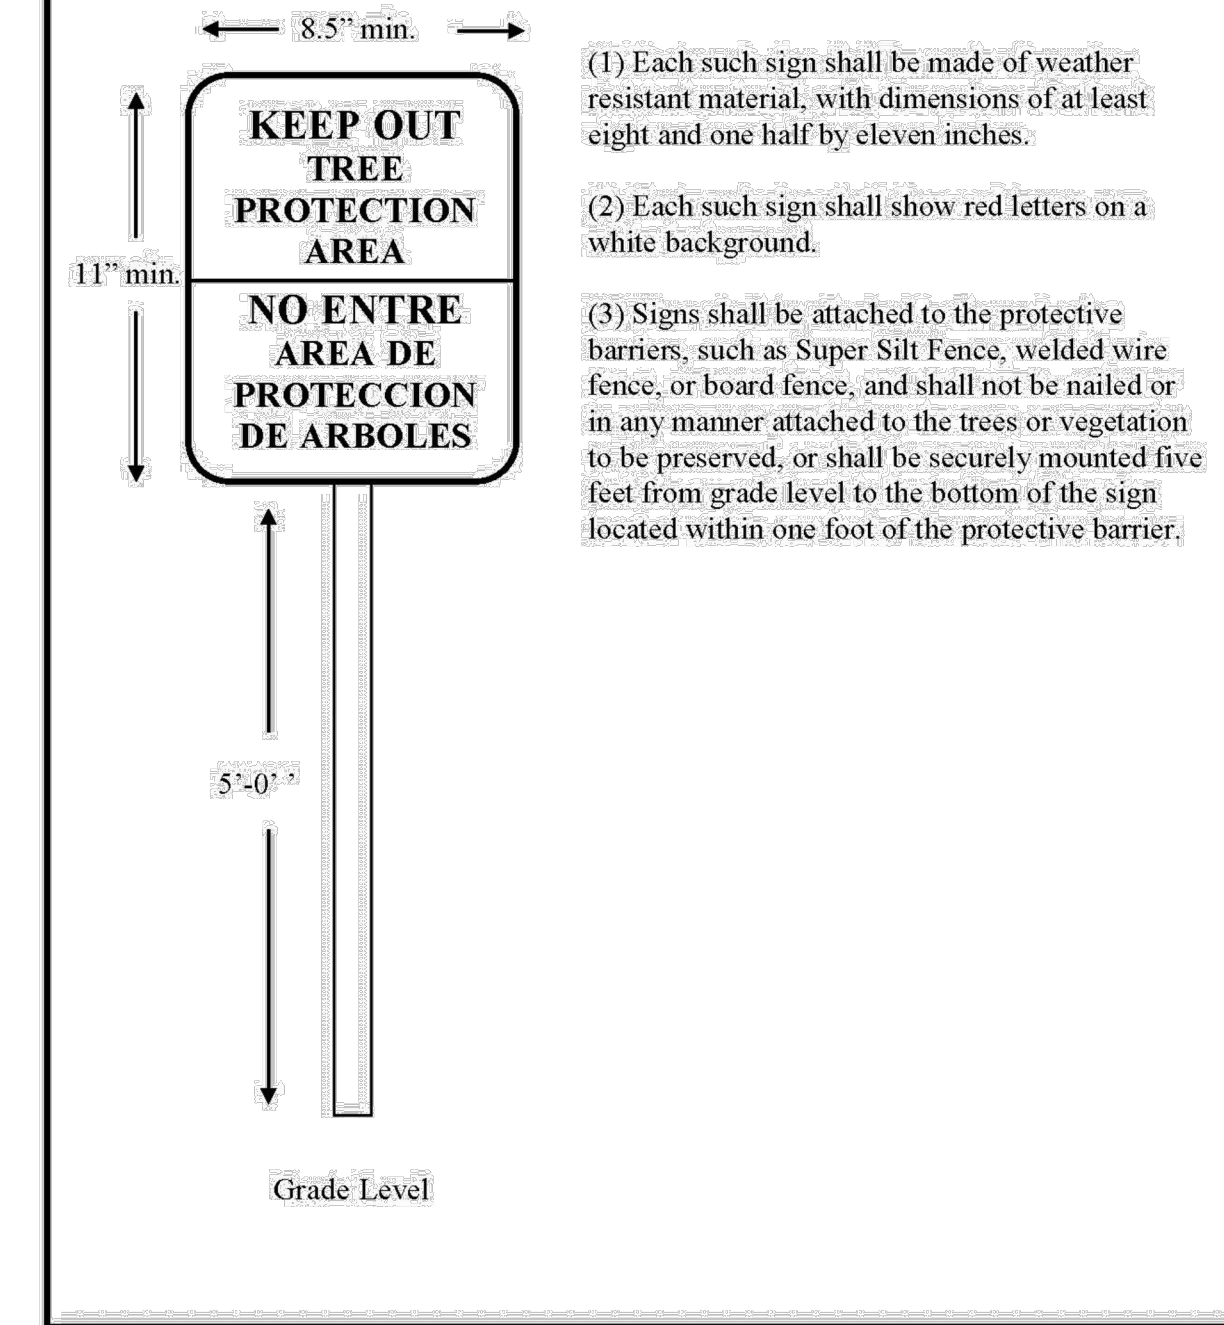 8.5” min.
KEEP OUT
TREE
PROTECTION
AREA
11” min.
NO ENTRE
AREA DE
PROTECCION
DE ARBOLES
5’-0’ ’
Grade Level
(1) Each such sign shall be made of weather
resistant material, with dimensions of at least
eight and one half by eleven inches.
(2) Each such sign shall show red letters on a
white background.
(3) Signs shall be attached to the protective
barriers, such as Super Silt Fence, welded wire
fence, or board fence, and shall not be nailed or
in any manner attached to the trees or vegetation
to be preserved, or shall be securely mounted five
feet from grade level to the bottom of the sign
located within one foot of the protective barrier.